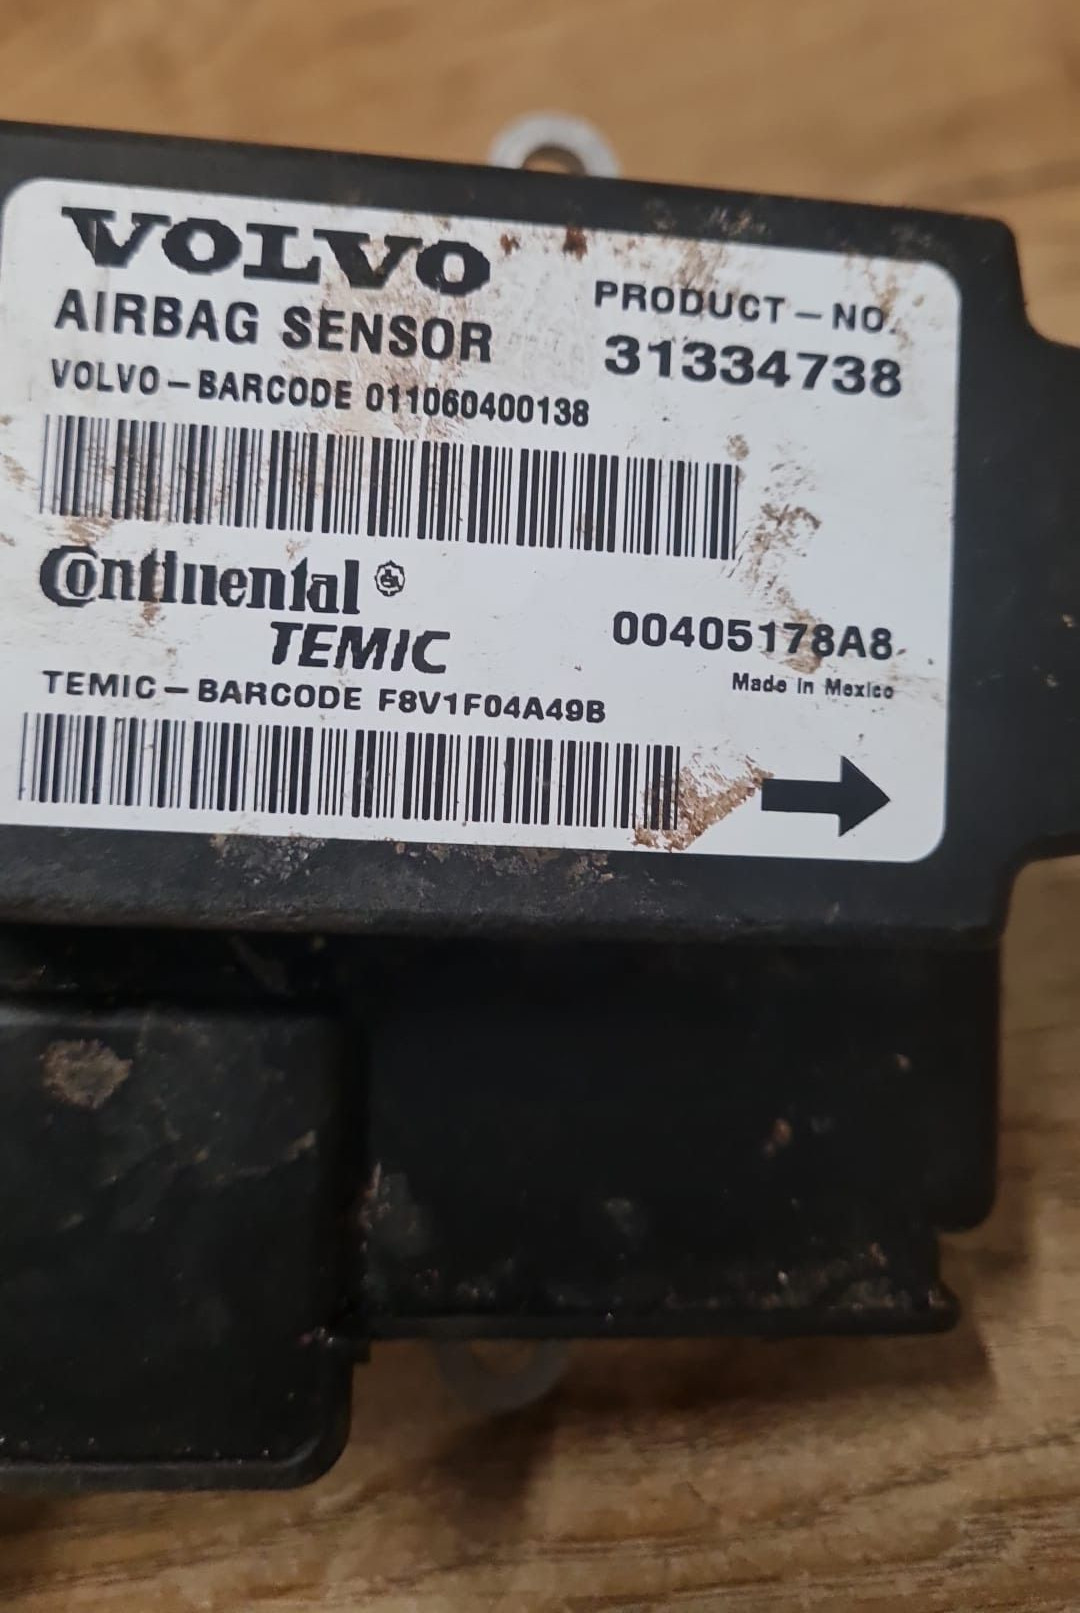 VOLVO
AIRBAG SENSOR
PRODUCT – NO.
31334738
VOLVO – BARCODE 011060400138
Continental
TEMIC
00405178A8
Made in Mexico
TEMIC – BARCODE F8V1F04A49B